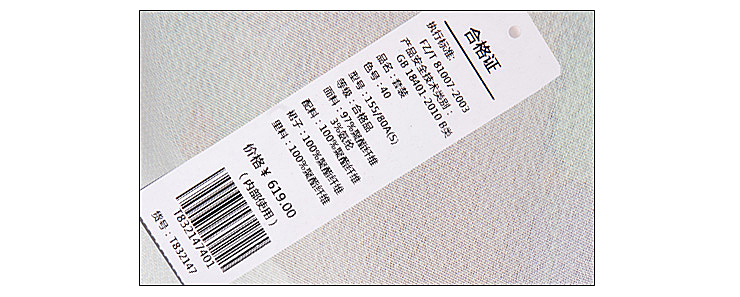 合格证
执行标准:
FZ/T 81007-2003
产品安全技术类别:
GB 18401-2010 B类
品名:套装
色号:40
型号:155/80A(S)
等级:合格品
面料:97%聚酯纤维
3%氨纶
配料:100%聚酯纤维
裙子:100%聚酯纤维
里料:100%聚酯纤维
价格¥ 619.00
(内部使用)
T832147401
货号:T832147